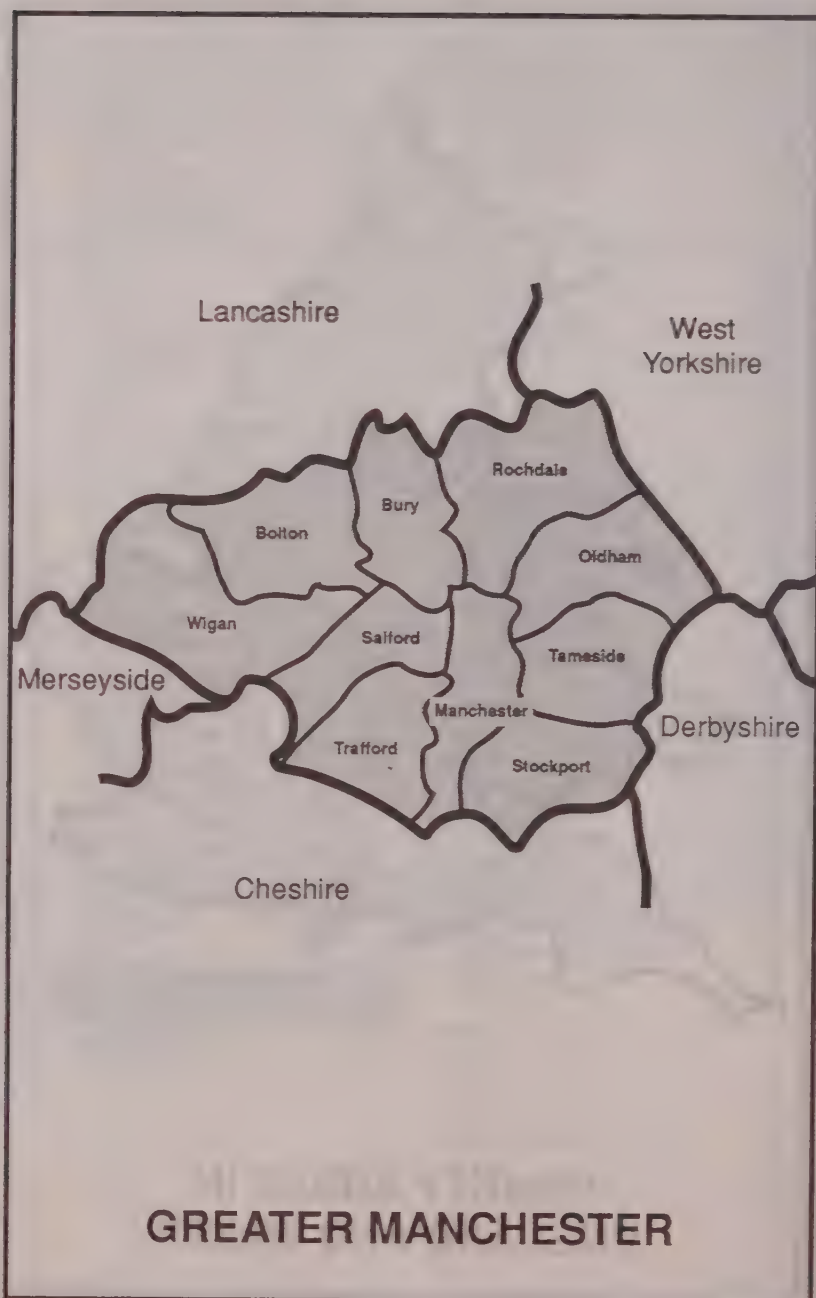 Lancashire
West
Yorkshire
Rochdale
Bury
Bolton
Oldham
Wigan
Salford
Tameside
Merseyside
Manchester
Derbyshire
Trafford
Stockport
Cheshire
GREATER MANCHESTER